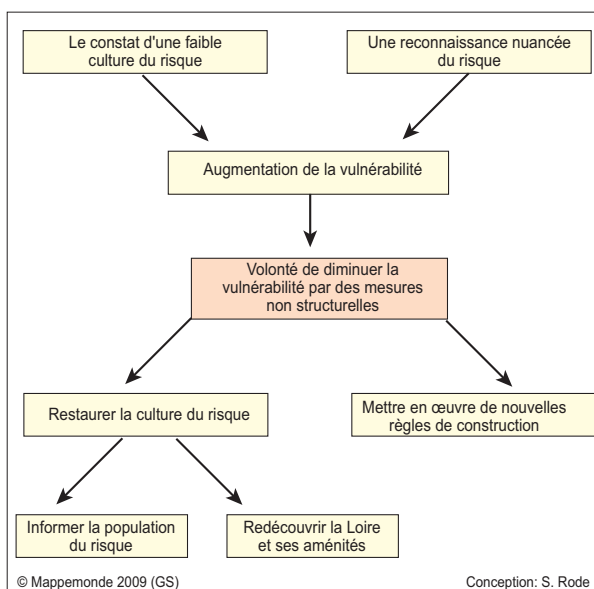 Le constat d'une faible
culture du risque
Une reconnaissance nuancée
du risque
Augmentation de la vulnérabilité
Volonté de diminuer la
vulnérabilité par des mesures
non structurelles
Restaurer la culture du risque
Mettre en œuvre de nouvelles
règles de construction
Informer la population
du risque
Redécouvrir la Loire
et ses aménités
© Mappemonde 2009 (GS)
Conception: S. Rode